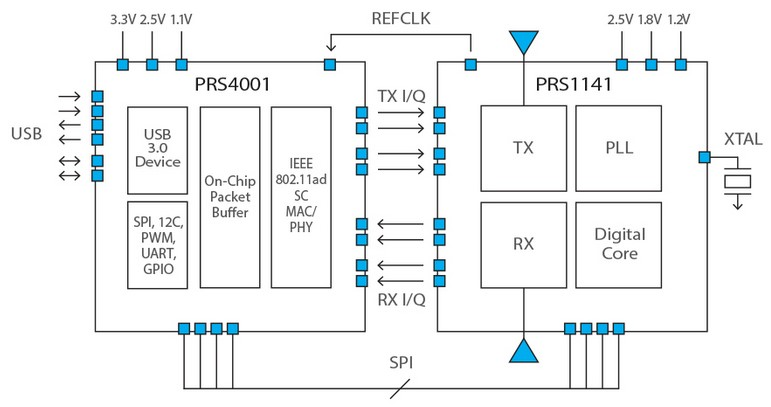 3.3V 2.5V 1.1V
REFCLK
2.5V 1.8V 1.2V
PRS4001
PRS1141
USB
TX I/Q
XTAL
USB
3.0
Device
On-Chip
Packet
Buffer
IEEE
802.11ad
SC
MAC/
PHY
SPI, 12C,
PWM,
UART,
GPIO
TX
PLL
RX
Digital
Core
RX I/Q
SPI